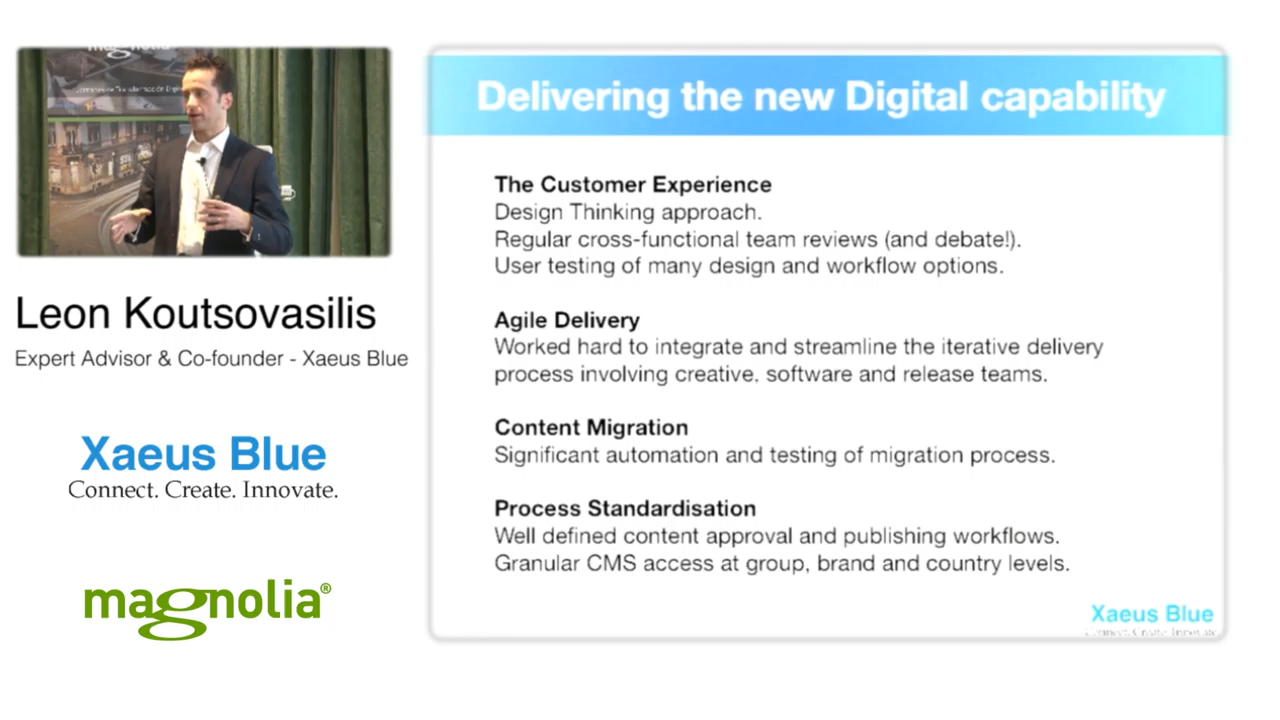 magnolia
Leon Koutsovasilis
Expert Advisor & Co-founder - Xaeus Blue
Xaeus Blue
Connect. Create. Innovate.
magnolia®
Delivering the new Digital capability
The Customer Experience
Design Thinking approach.
Regular cross-functional team reviews (and debate!).
User testing of many design and workflow options.
Agile Delivery
Worked hard to integrate and streamline the iterative delivery
process involving creative, software and release teams.
Content Migration
Significant automation and testing of migration process.
Process Standardisation
Well defined content approval and publishing workflows.
Granular CMS access at group, brand and country levels.
Xaeus Blue
Connect. Create. Innovate.